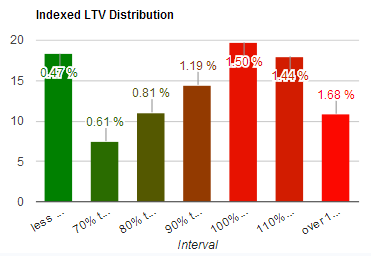 Indexed LTV Distribution
20
15
10
5
0
0.47 %
0.61 %
0.81 %
1.19 %
1.50 %
1.44 %
1.68 %
less ...
70% t...
80% t...
90% t...
100%...
110%...
over 1...
Interval